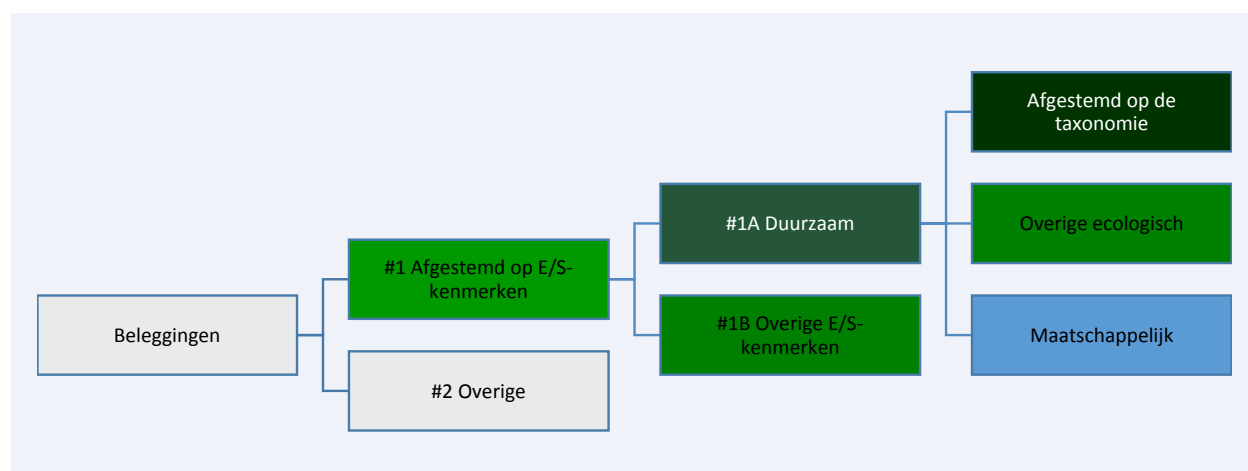 Beleggingen
#1 Afgestemd op E/S-
kenmerken
#2 Overige
#1A Duurzaam
#1B Overige E/S-
kenmerken
Afgestemd op de
taxonomie
Overige ecologisch
Maatschappelijk